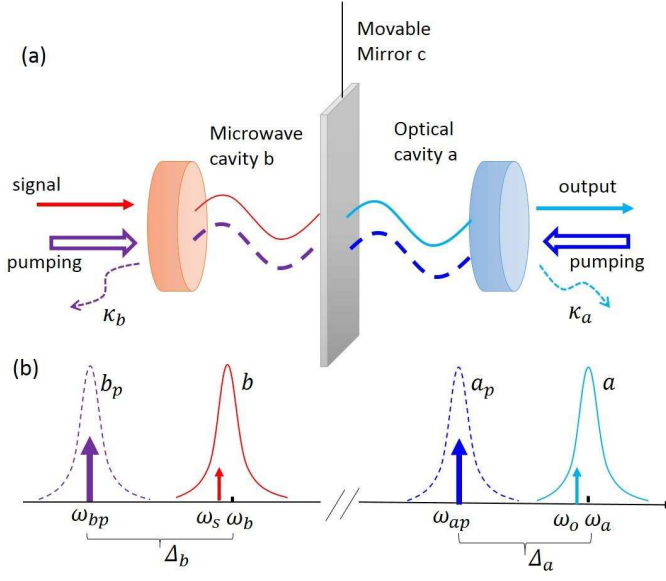 (a)
Movable
Mirror c
Microwave
cavity b
Optical
cavity a
signal
output
pumping
pumping
κ_b
κ_a
(b)
b_p
b
a_p
a
ω_bp
ω_s ω_b
ω_ap
ω_o ω_a
Δ_b
Δ_a